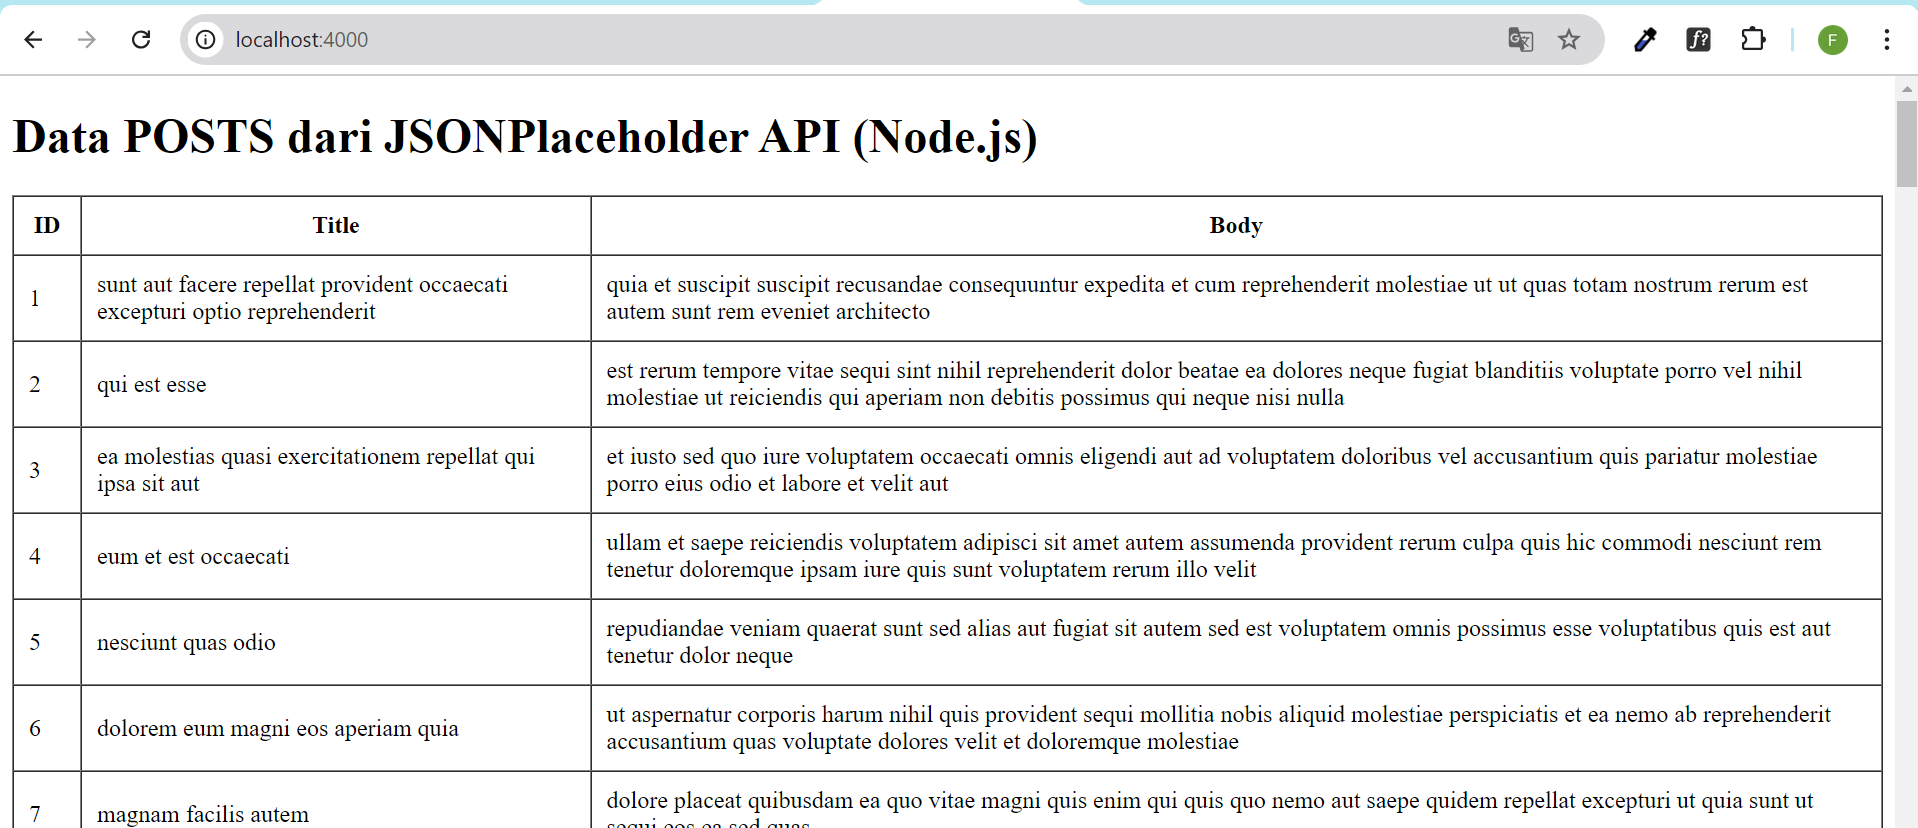 localhost:4000
F
Data POSTS dari JSONPlaceholder API (Node.js)
ID Title Body
1 sunt aut facere repellat provident occaecati excepturi optio reprehenderit
quia et suscipit suscipit recusandae consequuntur expedita et cum reprehenderit molestiae ut ut quas totam nostrum rerum est
autem sunt rem eveniet architecto
2 qui est esse
est rerum tempore vitae sequi sint nihil reprehenderit dolor beatae ea dolores neque fugiat blanditiis voluptate porro vel nihil
molestiae ut reiciendis qui aperiam non debitis possimus qui neque nisi nulla
3 ea molestias quasi exercitationem repellat qui
ipsa sit aut
et iusto sed quo iure voluptatem occaecati omnis eligendi aut ad voluptatem doloribus vel accusantium quis pariatur molestiae
porro eius odio et labore et velit aut
4 eum et est occaecati
ullam et saepe reiciendis voluptatem adipisci sit amet autem assumenda provident rerum culpa quis hic commodi nesciunt rem
tenetur doloremque ipsam iure quis sunt voluptatem rerum illo velit
5 nesciunt quas odio
repudiandae veniam quaerat sunt sed alias aut fugiat sit autem sed est voluptatem omnis possimus esse voluptatibus quis est aut
tenetur dolor neque
6 dolorem eum magni eos aperiam quia
ut aspernatur corporis harum nihil quis provident sequi mollitia nobis aliquid molestiae perspiciatis et ea nemo ab reprehenderit
accusantium quas voluptate dolores velit et doloremque molestiae
7 magnam facilis autem
dolore placeat quibusdam ea quo vitae magni quis enim qui quis quo nemo aut saepe quidem repellat excepturi ut quia sunt ut
sequi eos ea sed quas